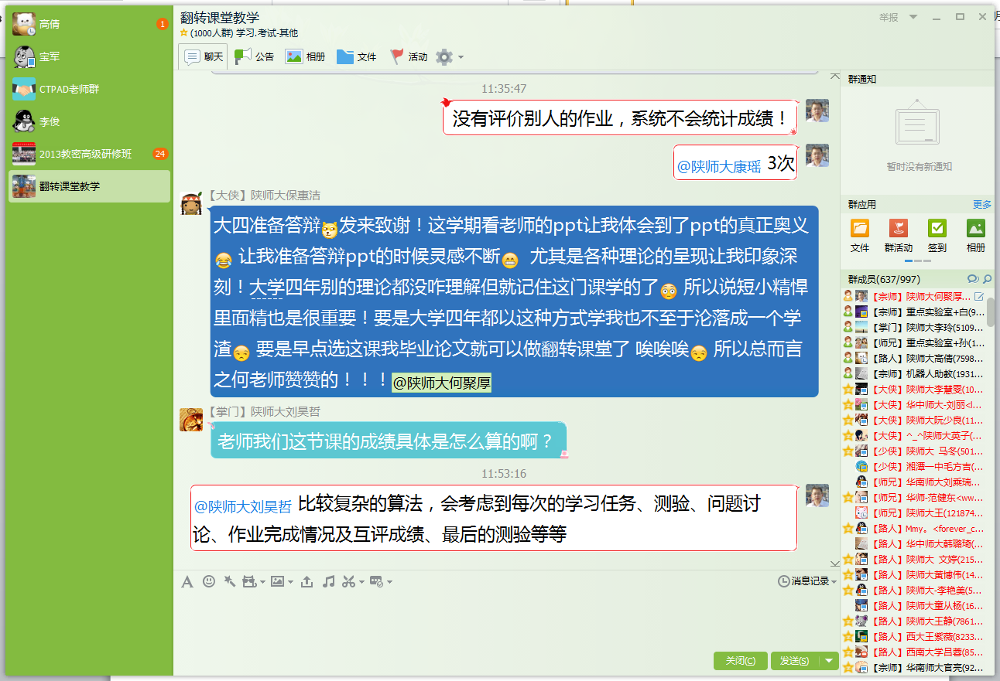 高倩
1
宝军
CTPAD老师群
李俊
2013教密高级研修班
24
翻转课堂教学
翻转课堂教学
(1000人群) 学习.考试-其他
举报
聊天
公告
相册
文件
活动
11:35:47
没有评价别人的作业，系统不会统计成绩！
@陕师大康瑶 3次
【大侠】陕师大保惠洁
大四准备答辩😼发来致谢！这学期看老师的ppt让我体会到了ppt的真正奥义
😂 让我准备答辩ppt的时候灵感不断😁 尤其是各种理论的呈现让我印象深
刻！大学四年别的理论都没咋理解但就记住这门课学的了😳 所以说短小精悍
里面精也是很重要！要是大学四年都以这种方式学我也不至于沦落成一个学
渣😒 要是早点选这课我毕业论文就可以做翻转课堂了 唉唉唉😒 所以总而言
之何老师赞赞的！！！@陕师大何聚厚
【掌门】陕师大刘昊哲
老师我们这节课的成绩具体是怎么算的啊？
11:53:16
@陕师大刘昊哲 比较复杂的算法，会考虑到每次的学习任务、测验、问题讨
论、作业完成情况及互评成绩、最后的测验等等
消息记录
关闭(C)
发送(S)
群通知
暂时没有新通知
群应用
更多
文件
群活动
签到
相册
群成员(637/997)
【宗师】陕师大何聚厚...
【宗师】重点实验室+白(9...
【掌门】陕师大李玲(5109...
【师兄】重点实验室+孙(1...
【路人】陕师大高倩(7598...
【宗师】机器人助教(1931...
【大侠】陕师大李慧雯(10...
【大侠】华中师大-刘丽<l...
【大侠】陕师大阮少良(11...
【大侠】^_^陕师大英子(...
【少侠】陕师大 马冬(501...
【少侠】湘潭一中毛方吉(...
【师兄】华南师大刘乘瑞...
【师兄】华师-范健东<ww...
【师兄】陕师大王(121874...
【路人】Mmy。<forever_c...
【路人】华中师大韩璐琦(...
【路人】陕师大 文婷(215...
【路人】陕师大黄博伟(14...
【路人】陕师大-李艳美(5...
【路人】陕师大童从杨(16...
【路人】陕师大王静(7861...
【路人】西大王紫薇(8233...
【路人】西南大学吕蓉(85...
【宗师】华南师大官亮(92...